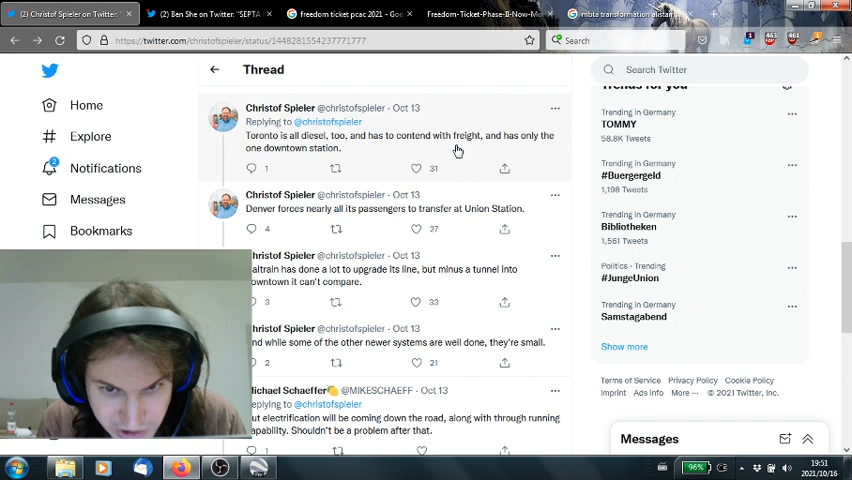 (2) Christof Spieler on Twitter: "
(2) Ben She on Twitter: "SEPTA
freedom ticket pcac 2021 - Goo
Freedom-Ticket-Phase-II-Now-Mor
mbta transformation alistair
https://twitter.com/christofspieler/status/1448281554237771777
Search
463
461
Thread
Search Twitter
Home
Explore
2
Notifications
Messages
Bookmarks
Christof Spieler @christofspieler · Oct 13
Replying to @christofspieler
Toronto is all diesel, too, and has to contend with freight, and has only the
one downtown station.
1
31
Christof Spieler @christofspieler · Oct 13
Denver forces nearly all its passengers to transfer at Union Station.
4
27
Christof Spieler @christofspieler · Oct 13
altrain has done a lot to upgrade its line, but minus a tunnel into
owntown it can't compare.
3
33
hristof Spieler @christofspieler · Oct 13
nd while some of the other newer systems are well done, they're small.
2
21
ichael Schaeffer @MIKESCHAEFF · Oct 13
eplying to @christofspieler
ut electrification will be coming down the road, along with through running
apability. Shouldn't be a problem after that.
1
Trends for you
Trending in Germany
TOMMY
58.8K Tweets
Trending in Germany
#Buergergeld
1,198 Tweets
Trending in Germany
Bibliotheken
1,561 Tweets
Politics · Trending
#JungeUnion
Trending in Germany
Samstagabend
Show more
Terms of Service Privacy Policy Cookie Policy
Imprint Ads info More ··· © 2021 Twitter, Inc.
Messages
96%
19:51
2021/10/16